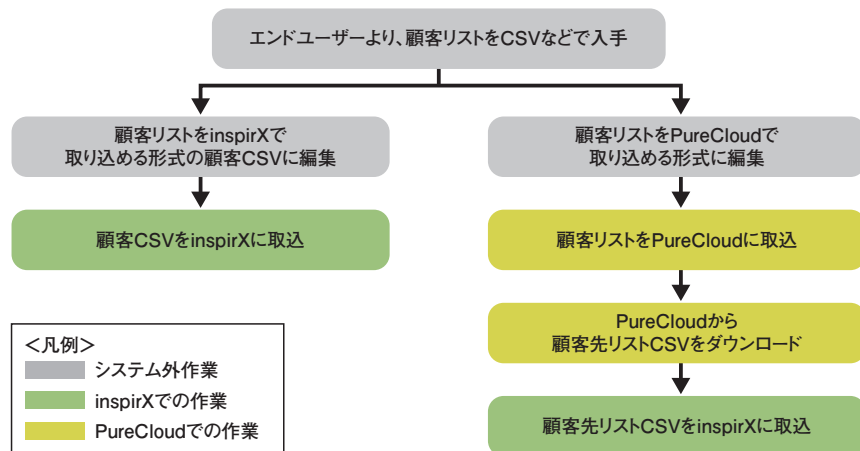 エンドユーザーより、顧客リストをCSVなどで入手
顧客リストをinspirXで
取り込める形式の顧客CSVに編集
顧客CSVをinspirXに取込
顧客リストをPureCloudで
取り込める形式に編集
顧客リストをPureCloudに取込
PureCloudから
顧客先リストCSVをダウンロード
顧客先リストCSVをinspirXに取込
＜凡例＞
システム外作業
inspirXでの作業
PureCloudでの作業